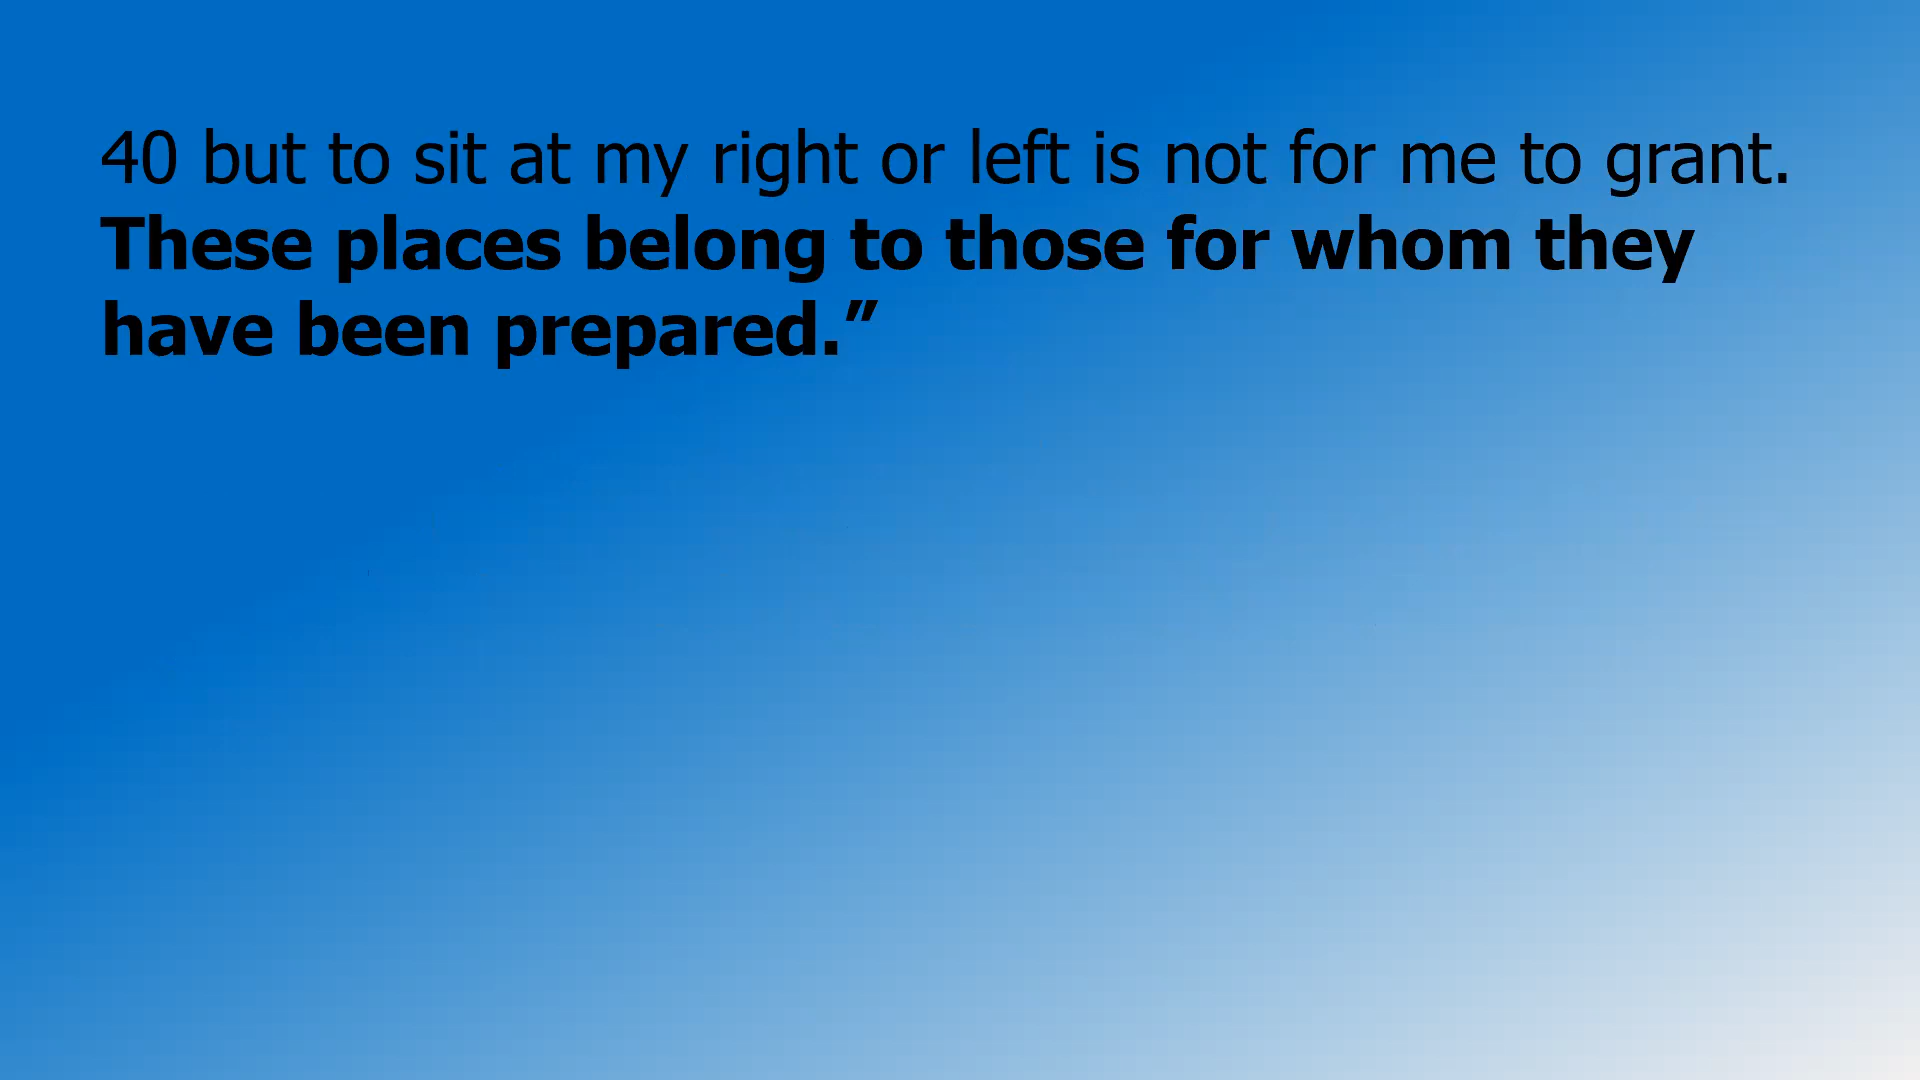 40 but to sit at my right or left is not for me to grant.
These places belong to those for whom they
have been prepared.”